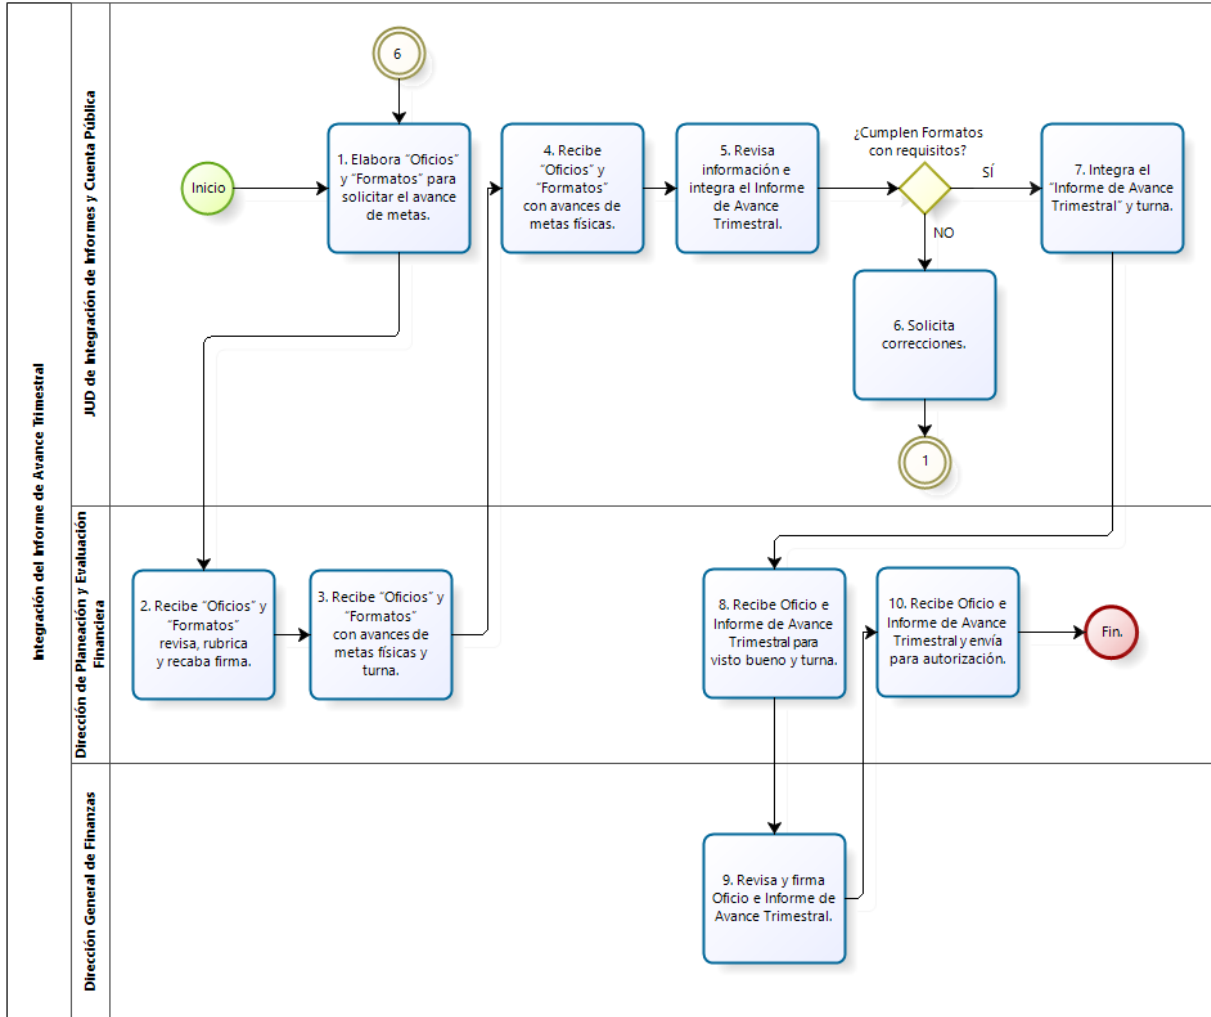 Integración del Informe de Avance Trimestral
JUD de Integración de Informes y Cuenta Pública
6
Inicio
1. Elabora “Oficios”
y “Formatos” para
solicitar el avance
de metas.
4. Recibe
“Oficios” y
“Formatos”
con avances de
metas físicas.
5. Revisa
información e
integra el Informe
de Avance
Trimestral.
¿Cumplen Formatos
con requisitos?
SÍ
NO
7. Integra el
“Informe de Avance
Trimestral” y turna.
6. Solicita
correcciones.
1
Dirección de Planeación y Evaluación
Financiera
2. Recibe “Oficios” y
“Formatos”
revisa, rubrica
y recaba firma.
3. Recibe “Oficios” y
“Formatos”
con avances de
metas físicas y
turna.
8. Recibe Oficio e
Informe de Avance
Trimestral para
visto bueno y turna.
10. Recibe Oficio e
Informe de Avance
Trimestral y envía
para autorización.
Fin.
Dirección General de Finanzas
9. Revisa y firma
Oficio e Informe de
Avance Trimestral.